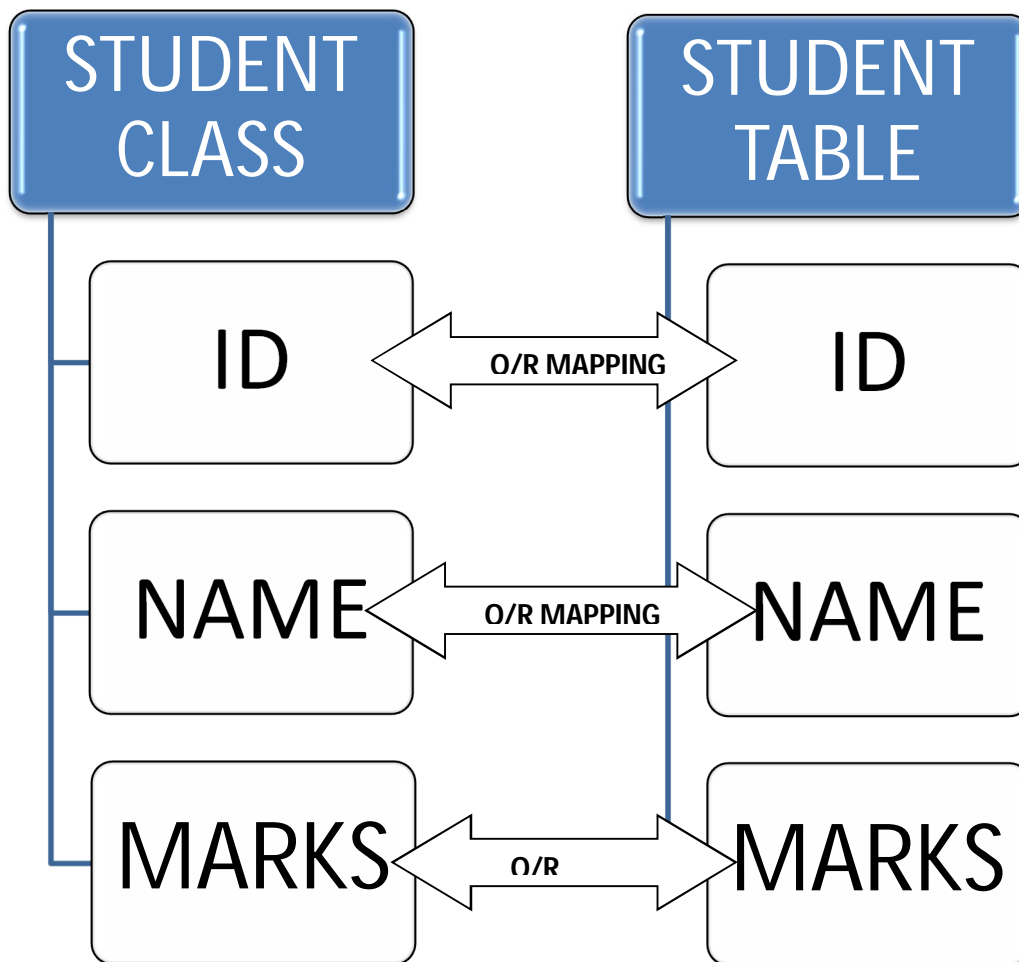 STUDENT
CLASS
STUDENT
TABLE
ID
O/R MAPPING
ID
NAME
O/R MAPPING
NAME
MARKS
O/R
MARKS